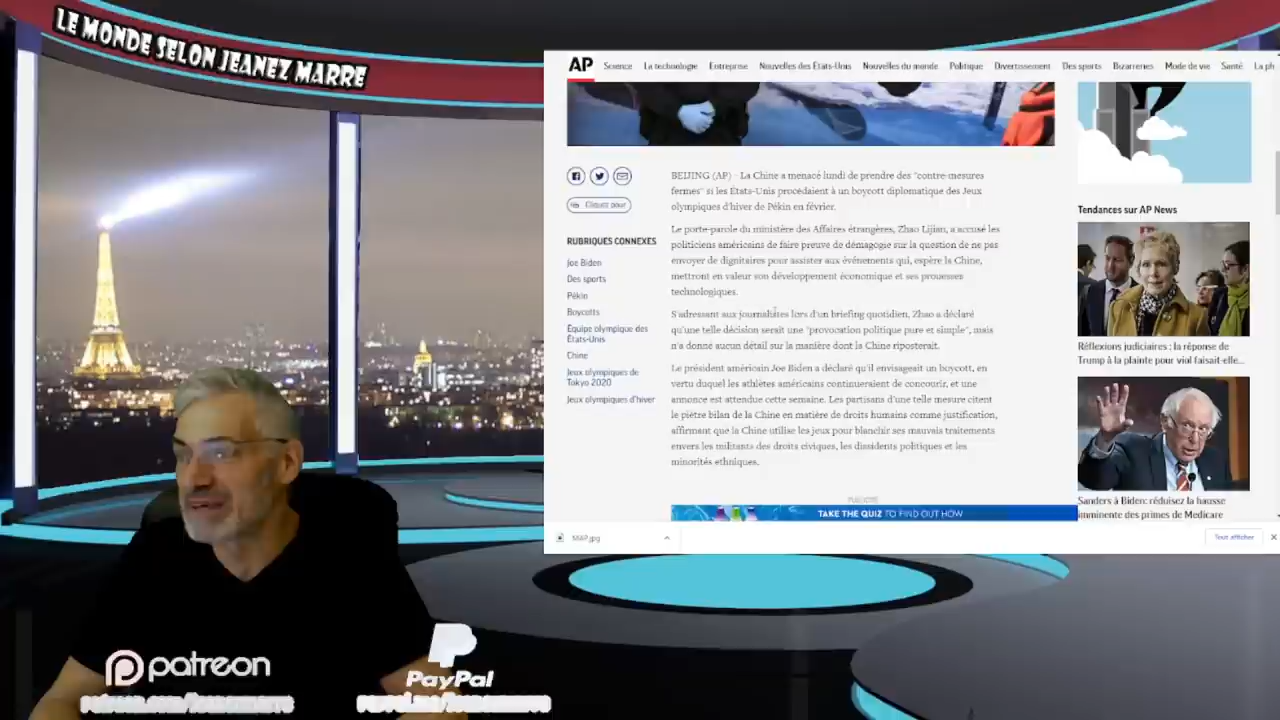 LE MONDE SELON JEANEZ MARRE
AP Science La technologie Entreprise Nouvelles des États-Unis Nouvelles du monde Politique Divertissement Des sports Bizarreries Mode de vie Santé La ph
BEIJING (AP) - La Chine a menacé lundi de prendre des "contre-mesures
fermes" si les États-Unis procédaient à un boycott diplomatique des Jeux
olympiques d'hiver de Pékin en février.
Cliquez pour
Le porte-parole du ministère des Affaires étrangères, Zhao Lijian, a accusé les
politiciens américains de faire preuve de démagogie sur la question de ne pas
envoyer de dignitaires pour assister aux événements qui, espère la Chine,
mettront en valeur son développement économique et ses prouesses
technologiques.
S'adressant aux journalistes lors d'un briefing quotidien, Zhao a déclaré
qu'une telle décision serait une "provocation politique pure et simple", mais
n'a donné aucun détail sur la manière dont la Chine riposterait.
Le président américain Joe Biden a déclaré qu'il envisageait un boycott, en
vertu duquel les athlètes américains continueraient de concourir, et une
annonce est attendue cette semaine. Les partisans d'une telle mesure citent
le piètre bilan de la Chine en matière de droits humains comme justification,
affirmant que la Chine utilise les jeux pour blanchir ses mauvais traitements
envers les militants des droits civiques, les dissidents politiques et les
minorités ethniques.
RUBRIQUES CONNEXES
Joe Biden
Des sports
Pékin
Boycotts
Équipe olympique des
États-Unis
Chine
Jeux olympiques de
Tokyo 2020
Jeux olympiques d'hiver
PUBLICITÉ
TAKE THE QUIZ TO FIND OUT HOW
Tendances sur AP News
Réflexions judiciaires : la réponse de
Trump à la plainte pour viol faisait-elle...
Sanders à Biden: réduisez la hausse
imminente des primes de Medicare
MAP.jpg
Tout afficher
patreon
PayPal